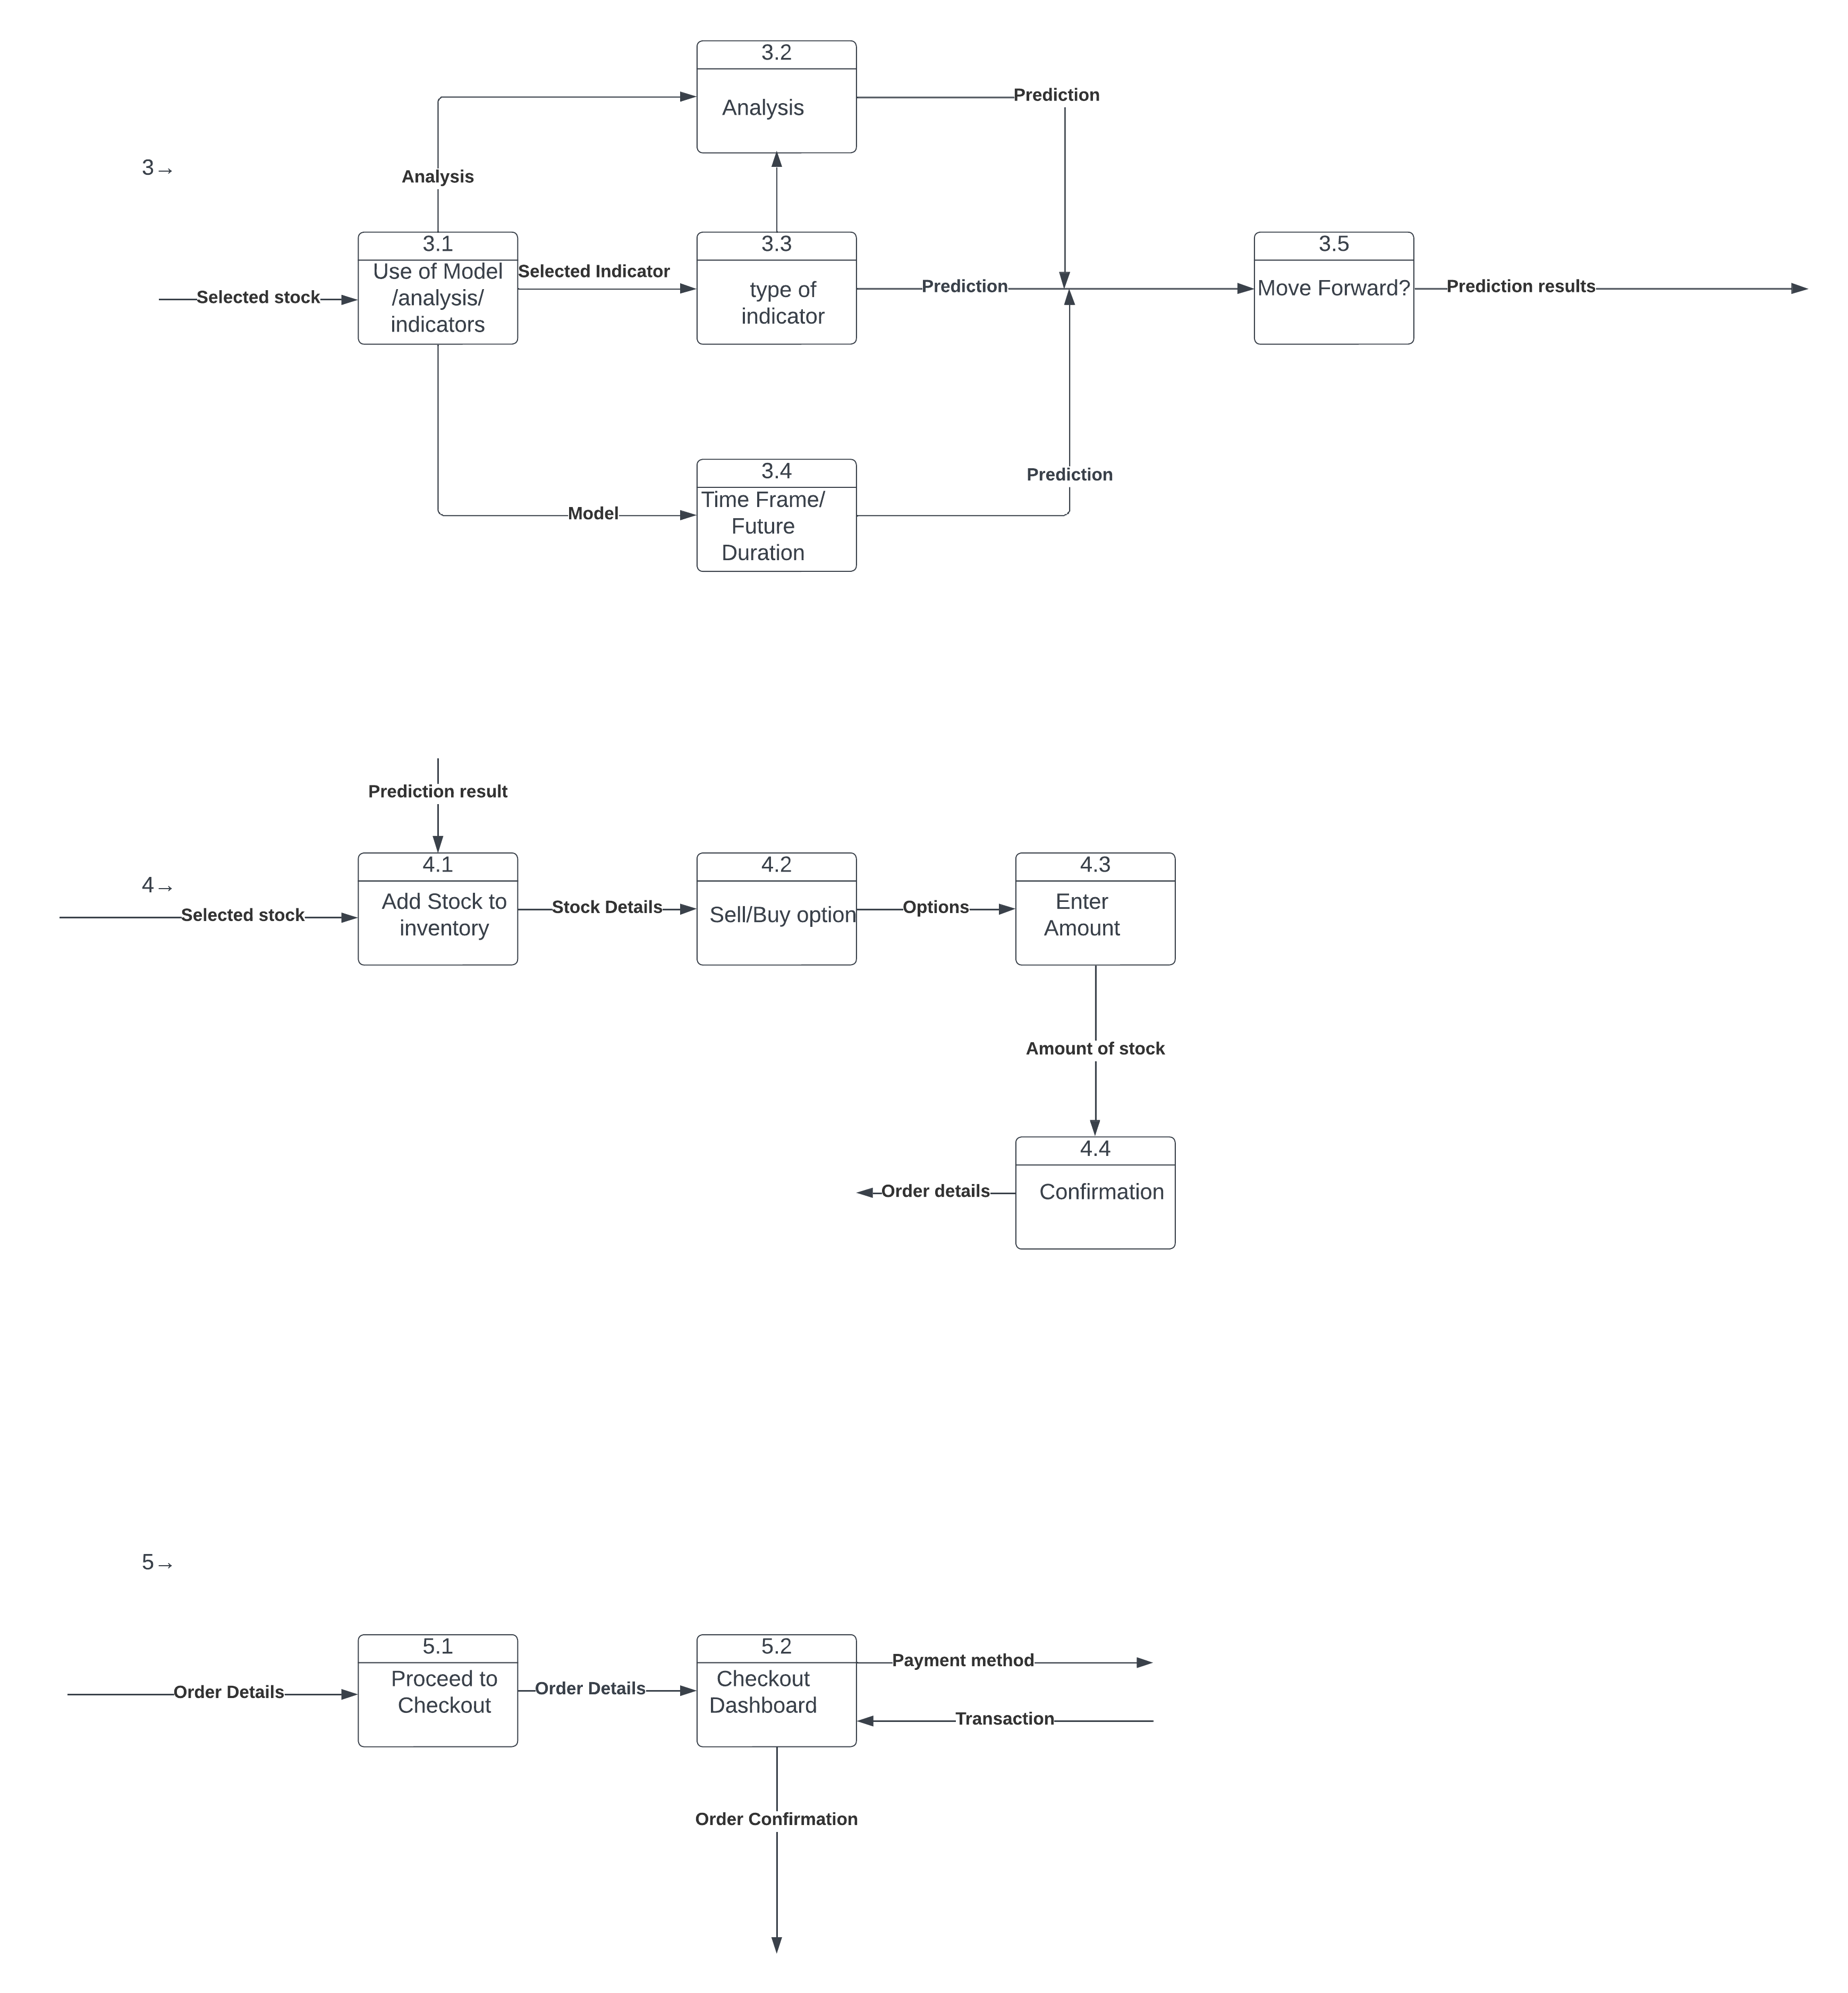 3.2
Analysis
Prediction
3→
Analysis
3.1
Use of Model
/analysis/
indicators
Selected stock
Selected Indicator
3.3
type of
indicator
Prediction
3.5
Move Forward?
Prediction results
3.4
Time Frame/
Future
Duration
Model
Prediction
Prediction result
4→
Selected stock
4.1
Add Stock to
inventory
Stock Details
4.2
Sell/Buy option
Options
4.3
Enter
Amount
Amount of stock
4.4
Confirmation
Order details
5→
Order Details
5.1
Proceed to
Checkout
Order Details
5.2
Checkout
Dashboard
Payment method
Transaction
Order Confirmation